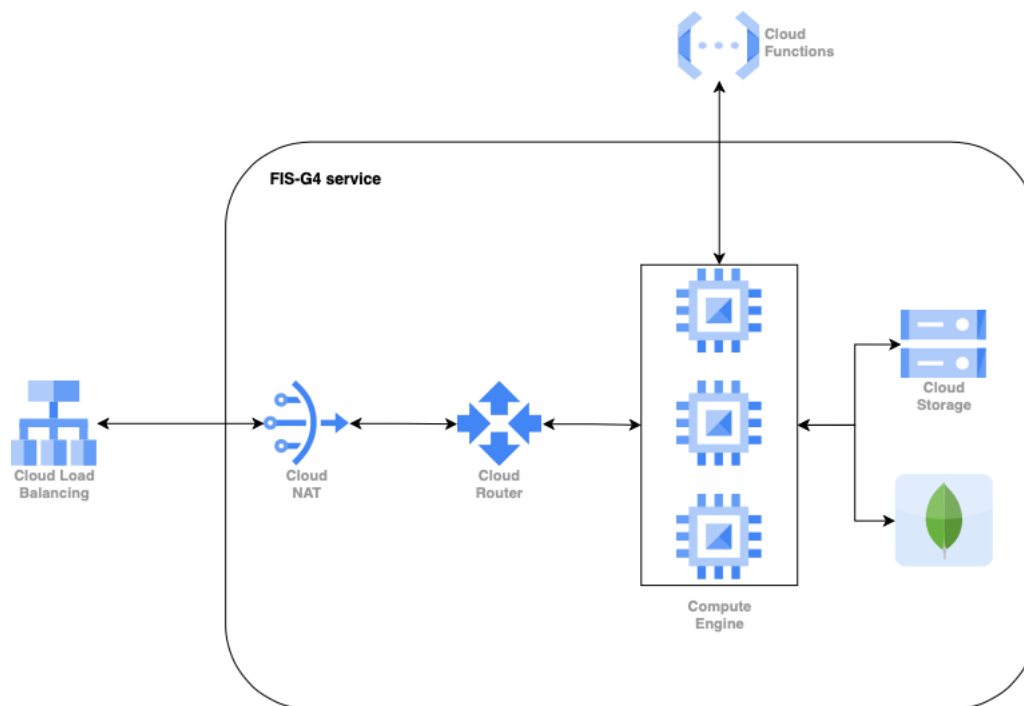 Cloud
Functions
FIS-G4 service
Cloud Load
Balancing
Cloud
NAT
Cloud
Router
Compute
Engine
Cloud
Storage